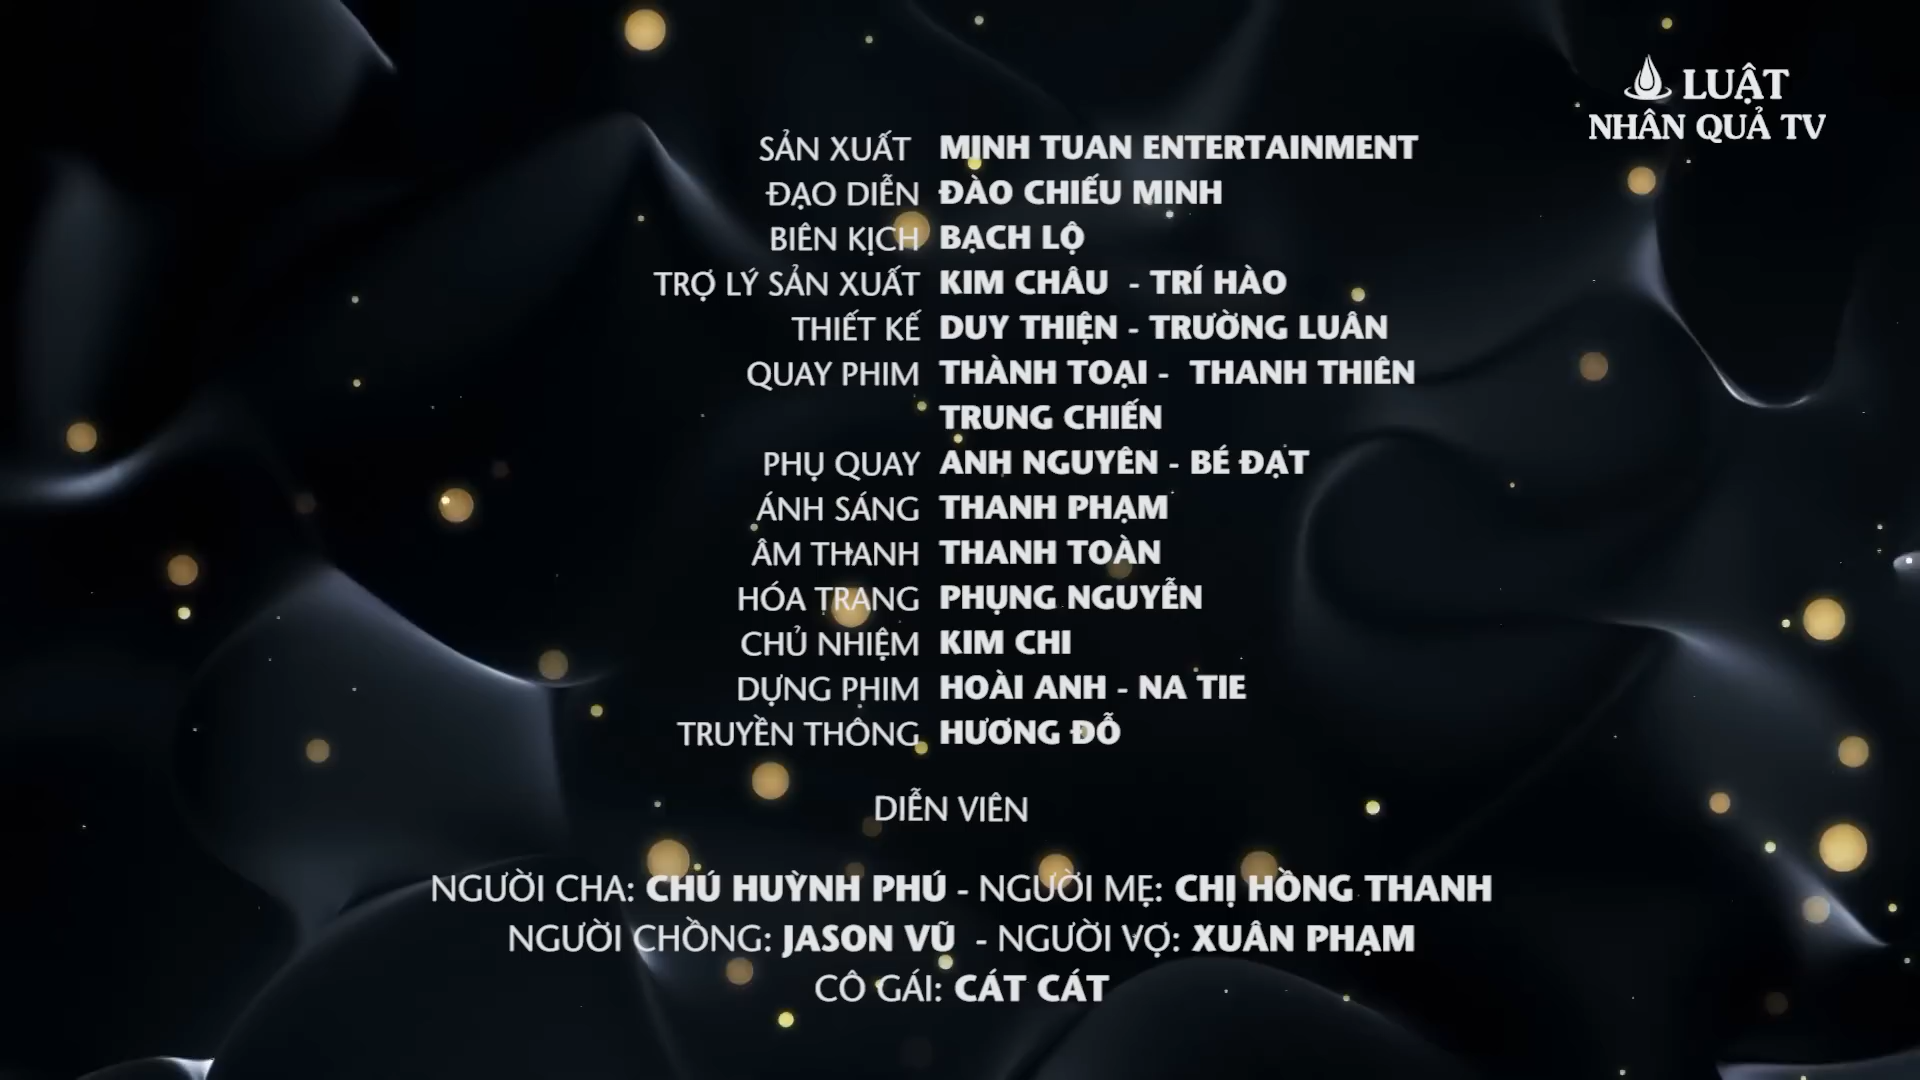 LUẬT
NHÂN QUẢ TV
SẢN XUẤT MINH TUAN ENTERTAINMENT
ĐẠO DIỄN ĐÀO CHIẾU MINH
BIÊN KỊCH BẠCH LỘ
TRỢ LÝ SẢN XUẤT KIM CHÂU - TRÍ HÀO
THIẾT KẾ DUY THIỆN - TRƯỜNG LUÂN
QUAY PHIM THÀNH TOẠI - THANH THIÊN
TRUNG CHIẾN
PHỤ QUAY ANH NGUYÊN - BÉ ĐẠT
ÁNH SÁNG THANH PHẠM
ÂM THANH THANH TOÀN
HÓA TRANG PHỤNG NGUYỄN
CHỦ NHIỆM KIM CHI
DỰNG PHIM HOÀI ANH - NA TIE
TRUYỀN THÔNG HƯƠNG ĐỖ
DIỄN VIÊN
NGƯỜI CHA: CHÚ HUỲNH PHÚ - NGƯỜI MẸ: CHỊ HỒNG THANH
NGƯỜI CHỒNG: JASON VŨ - NGƯỜI VỢ: XUÂN PHẠM
CÔ GÁI: CÁT CÁT